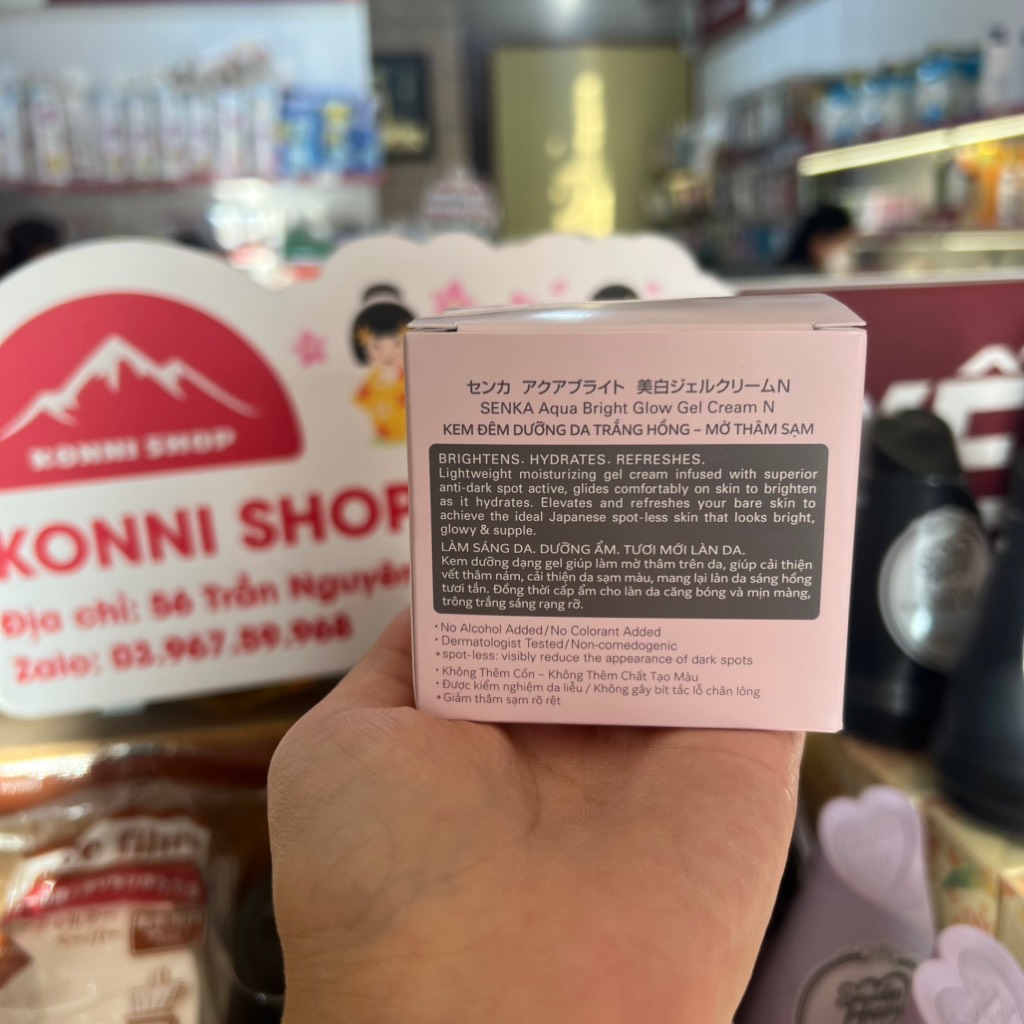 KONNI SHOP
KONNI SHOP
Địa chỉ: 56 Trần Nguyên
Zalo: 03.967.89.968
センカ アクアブライト 美白ジェルクリームN
SENKA Aqua Bright Glow Gel Cream N
KEM ĐÊM DƯỠNG DA TRẮNG HỒNG – MỜ THÂM SẠM
BRIGHTENS. HYDRATES. REFRESHES.
Lightweight moisturizing gel cream infused with superior
anti-dark spot active, glides comfortably on skin to brighten
as it hydrates. Elevates and refreshes your bare skin to
achieve the ideal Japanese spot-less skin that looks bright,
glowy & supple.
LÀM SÁNG DA. DƯỠNG ẨM. TƯƠI MỚI LÀN DA.
Kem dưỡng dạng gel giúp làm mờ thâm trên da, giúp cải thiện
vết thâm nám, cải thiện da sạm màu, mang lại làn da sáng hồng
tươi tắn. Đồng thời cấp ẩm cho làn da căng bóng và mịn màng,
trông trắng sáng rạng rỡ.
• No Alcohol Added/No Colorant Added
• Dermatologist Tested/Non-comedogenic
* spot-less: visibly reduce the appearance of dark spots
• Không Thêm Cồn – Không Thêm Chất Tạo Màu
• Được kiểm nghiệm da liễu / Không gây bít tắc lỗ chân lông
* Giảm thâm sạm rõ rệt